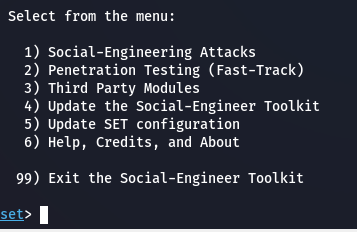 Select from the menu:
1) Social-Engineering Attacks
2) Penetration Testing (Fast-Track)
3) Third Party Modules
4) Update the Social-Engineer Toolkit
5) Update SET configuration
6) Help, Credits, and About
99) Exit the Social-Engineer Toolkit
set>